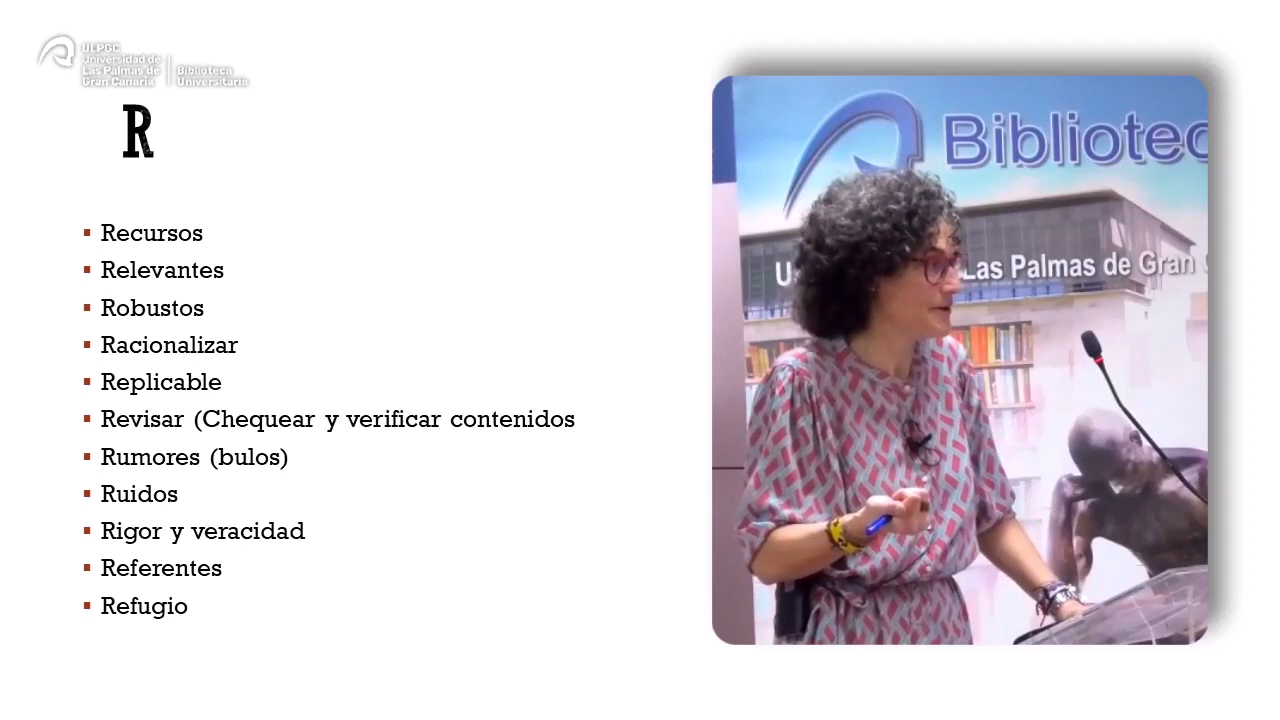 ULPGC
Universidad de
Las Palmas de
Gran Canaria
Biblioteca
Universitaria
R
Recursos
Relevantes
Robustos
Racionalizar
Replicable
Revisar (Chequear y verificar contenidos
Rumores (bulos)
Ruidos
Rigor y veracidad
Referentes
Refugio
Bibliotec
U Las Palmas de Gran